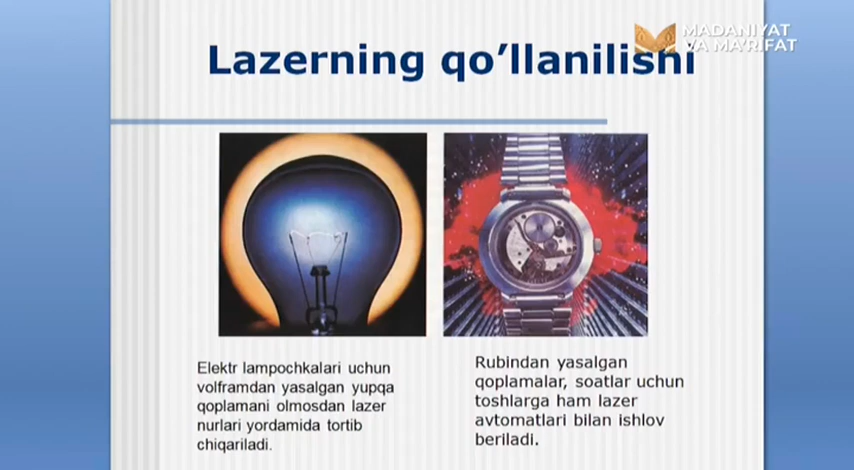 MADANIYAT
VA MA'RIFAT
Lazerning qo’llanilishi
Elektr lampochkalari uchun
volframdan yasalgan yupqa
qoplamani olmosdan lazer
nurlari yordamida tortib
chiqariladi.
Rubindan yasalgan
qoplamalar, soatlar uchun
toshlarga ham lazer
avtomatlari bilan ishlov
beriladi.